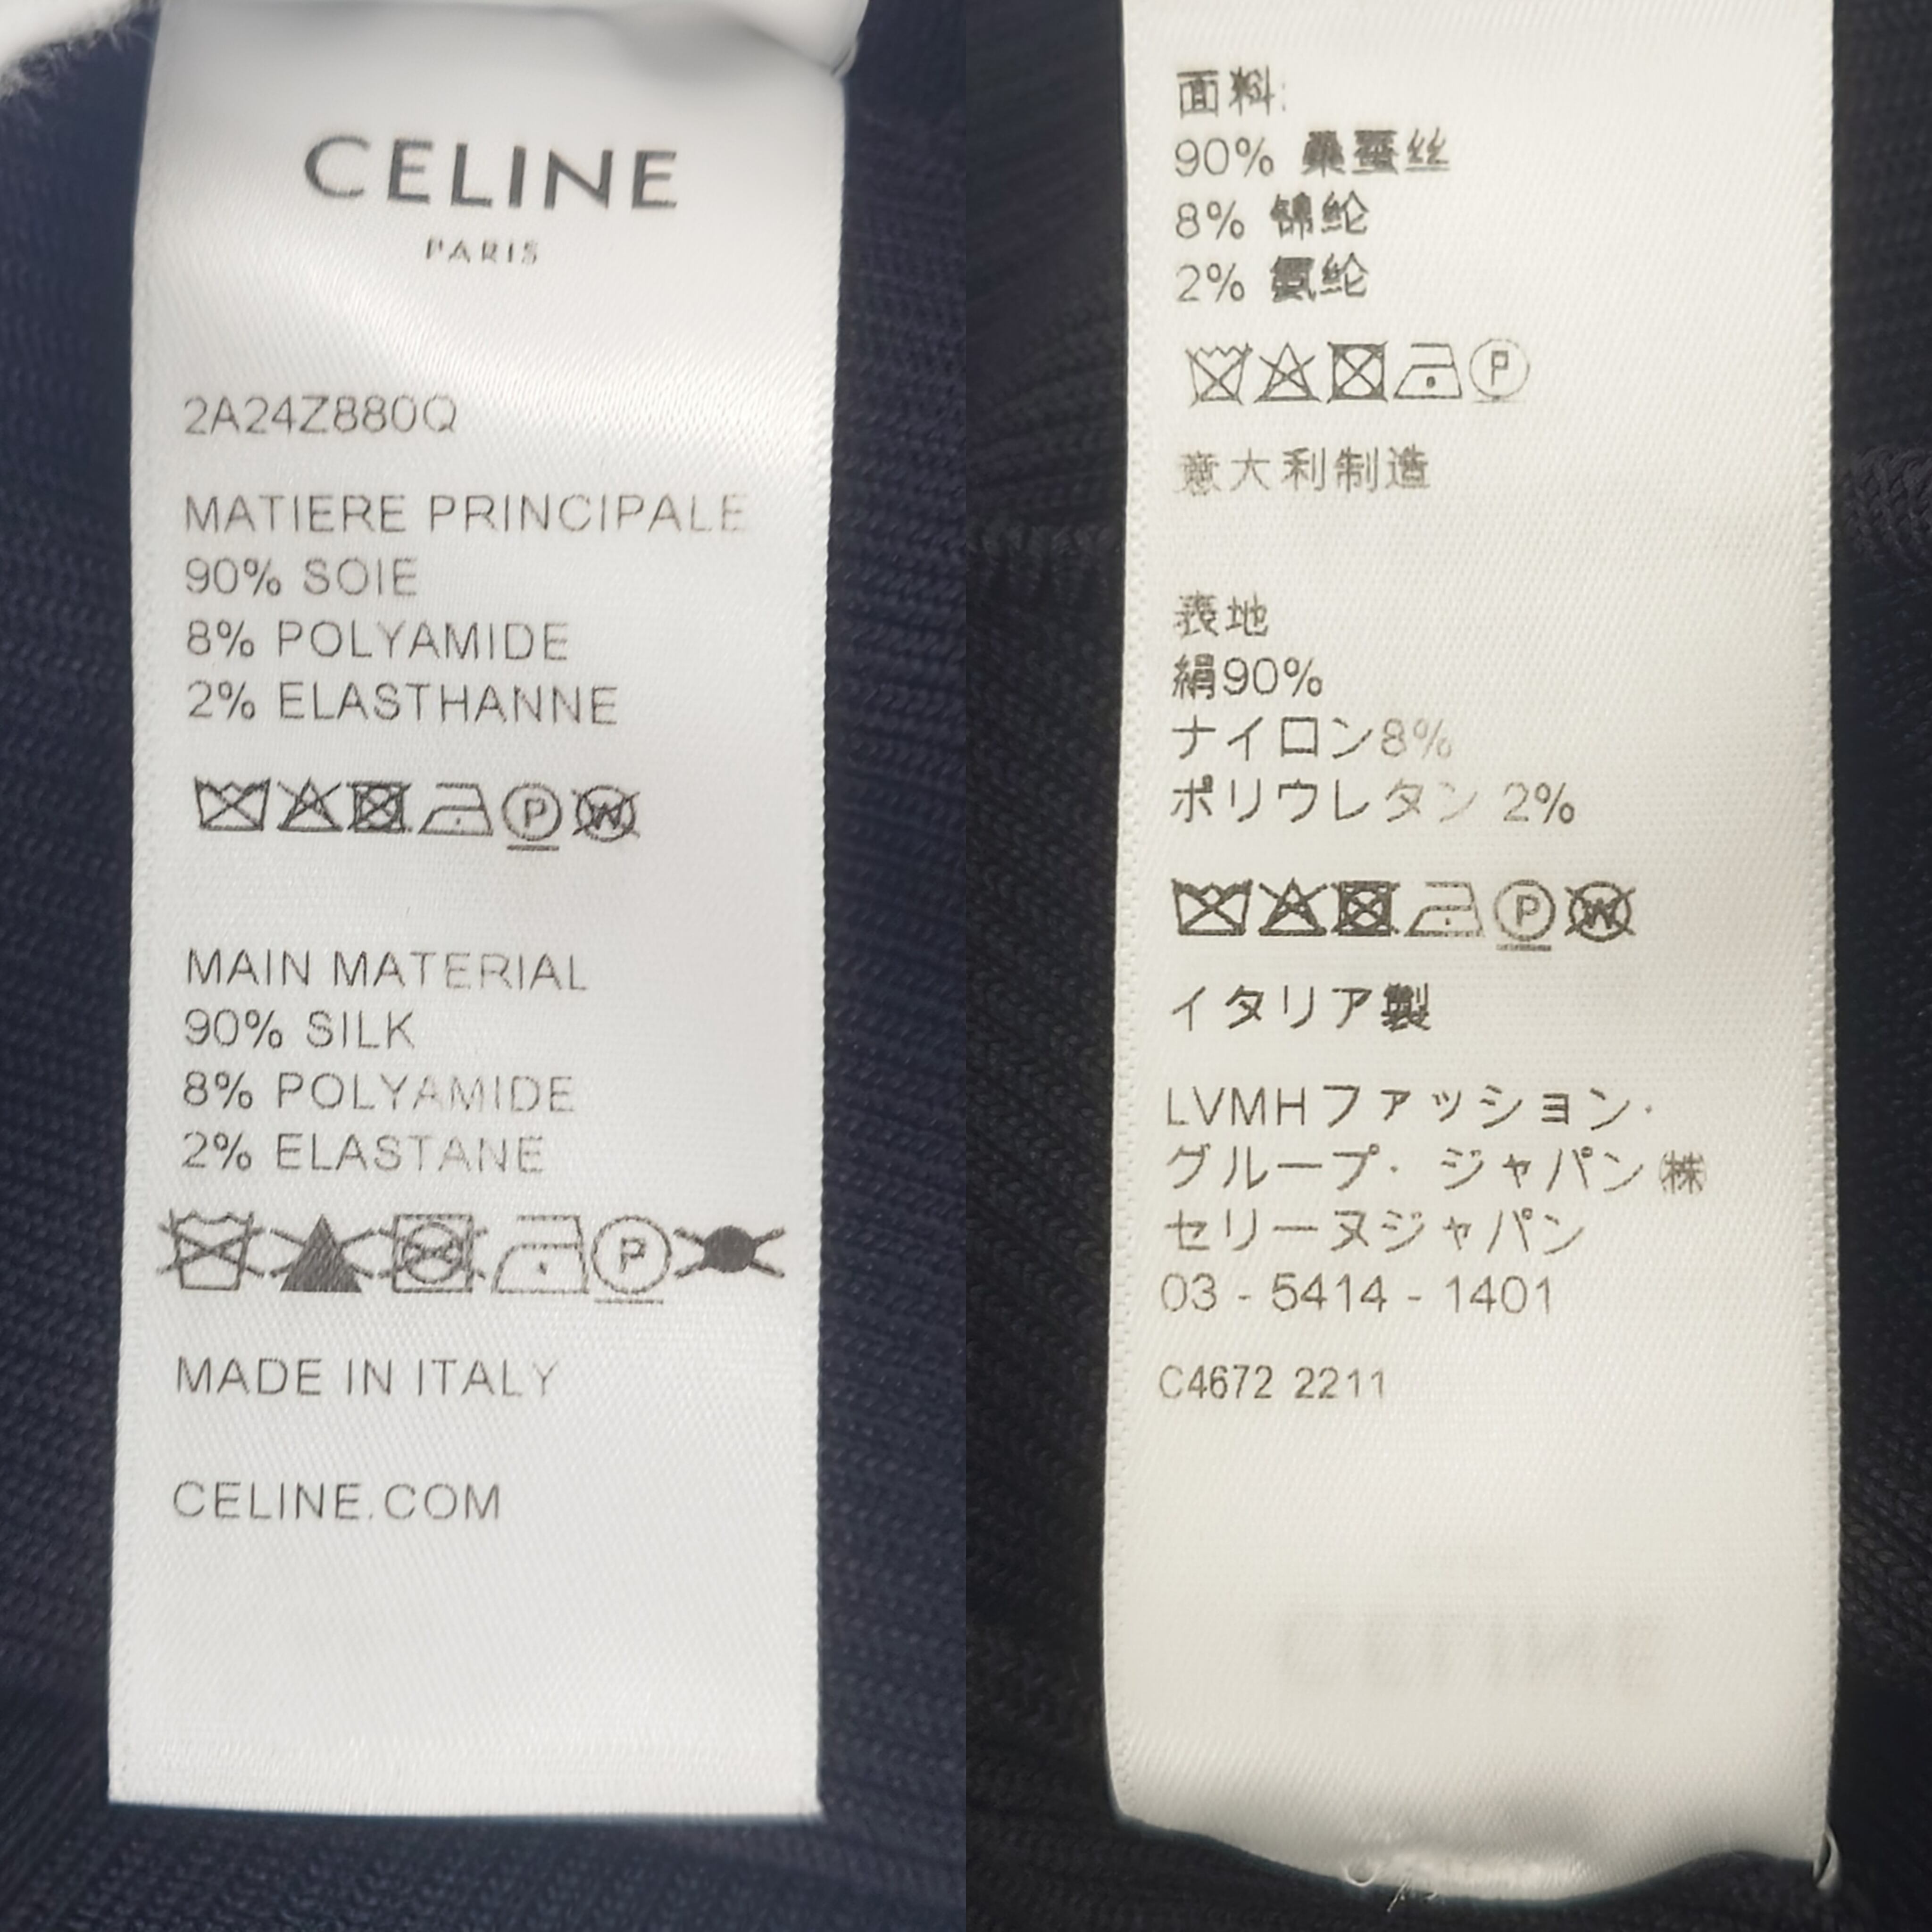 CELINE
PARIS
2A24Z880Q
MATIERE PRINCIPALE
90% SOIE
8% POLYAMIDE
2% ELASTHANNE
P W
MAIN MATERIAL
90% SILK
8% POLYAMIDE
2% ELASTANE
P
MADE IN ITALY
CELINE.COM
面料:
90% 桑蚕丝
8% 锦纶
2% 氨纶
P
意大利制造
表地
絹90%
ナイロン8%
ポリウレタン 2%
P W
イタリア製
LVMHファッション·
グループ· ジャパン㈱
セリーヌジャパン
03 - 5414 - 1401
C4672 2211